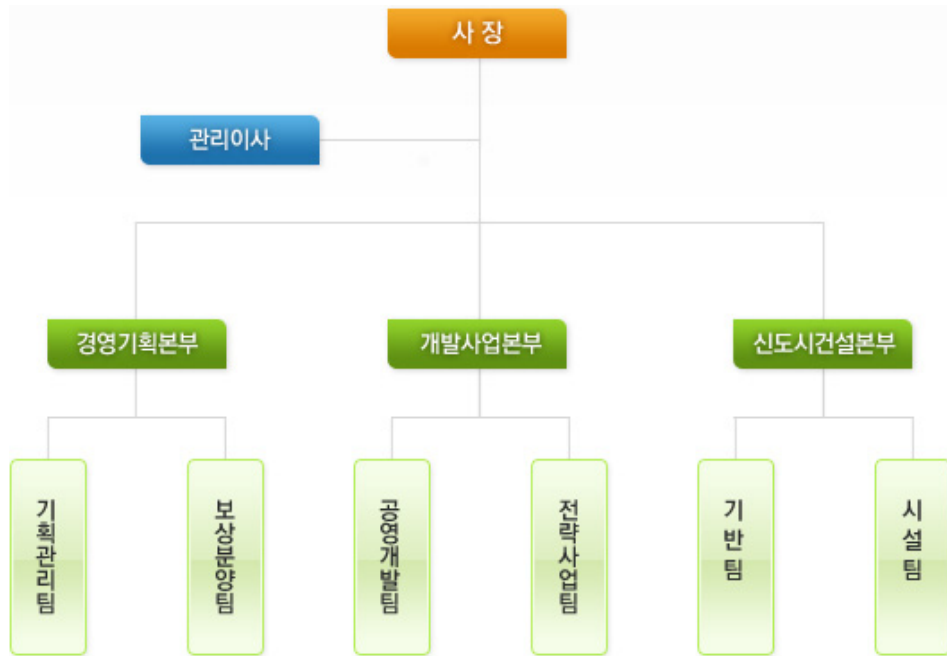 사 장
관리이사
경영기획본부
개발사업본부
신도시건설본부
기획관리팀
보상분양팀
공영개발팀
전략사업팀
기반팀
시설팀